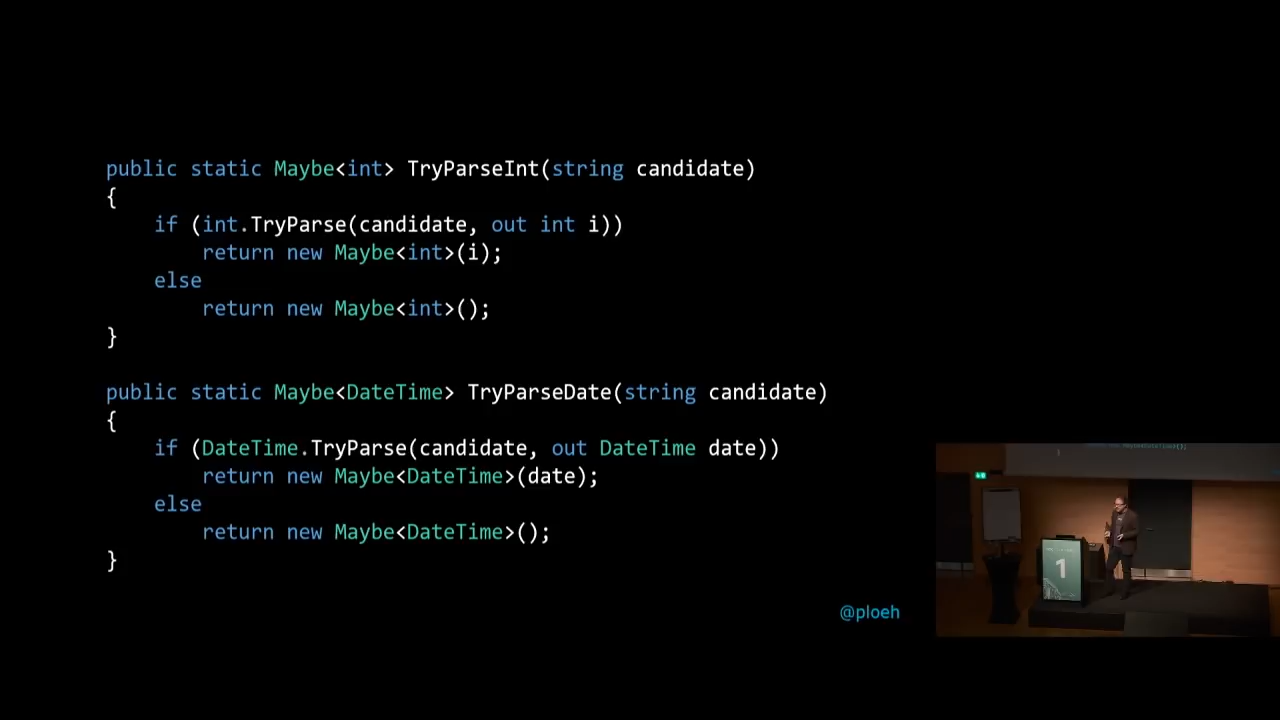 public static Maybe<int> TryParseInt(string candidate)
{
if (int.TryParse(candidate, out int i))
return new Maybe<int>(i);
else
return new Maybe<int>();
}
public static Maybe<DateTime> TryParseDate(string candidate)
{
if (DateTime.TryParse(candidate, out DateTime date))
return new Maybe<DateTime>(date);
else
return new Maybe<DateTime>();
}
@ploeh
1